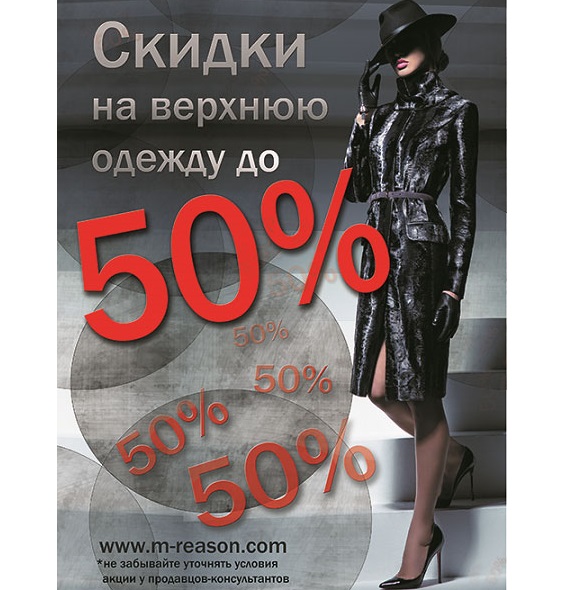 Скидки
на верхнюю
одежду до
50%
50%
50%
50%
50%
www.m-reason.com
*не забывайте уточнять условия
акции у продавцов-консультантов